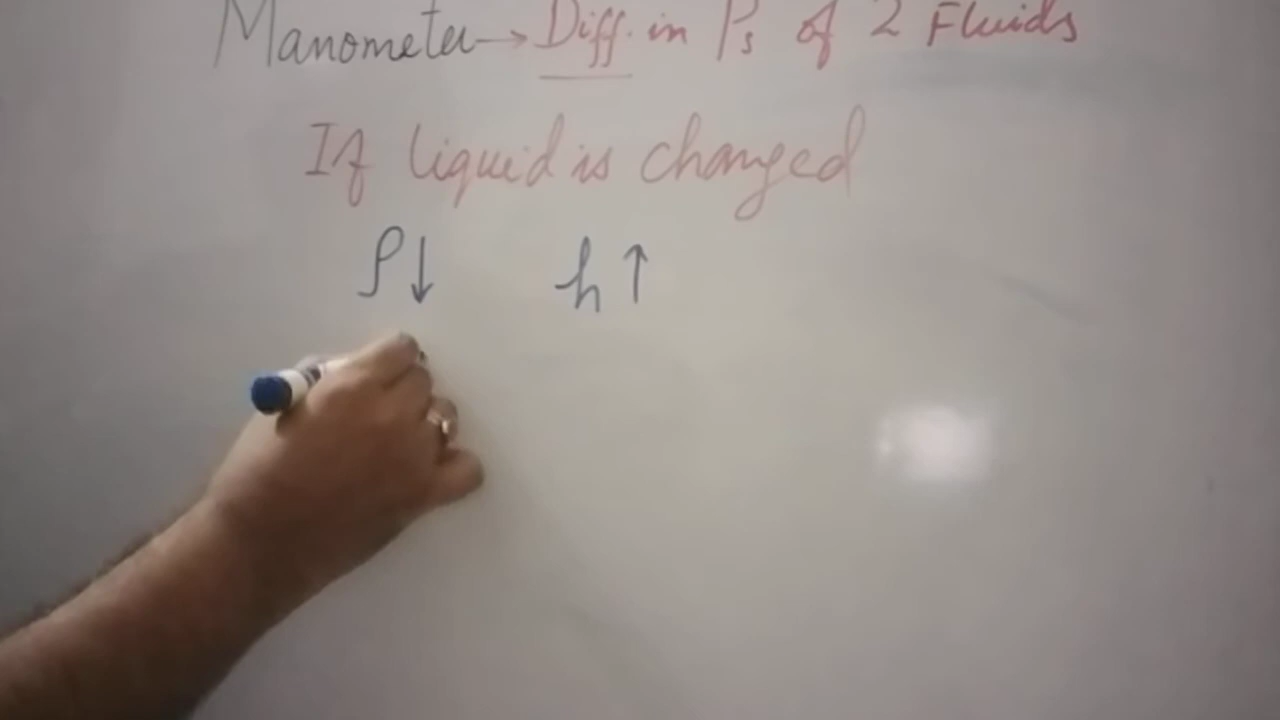 Manometer → Diff. in Ps of 2 Fluids
If liquid is changed
ρ↓ h↑